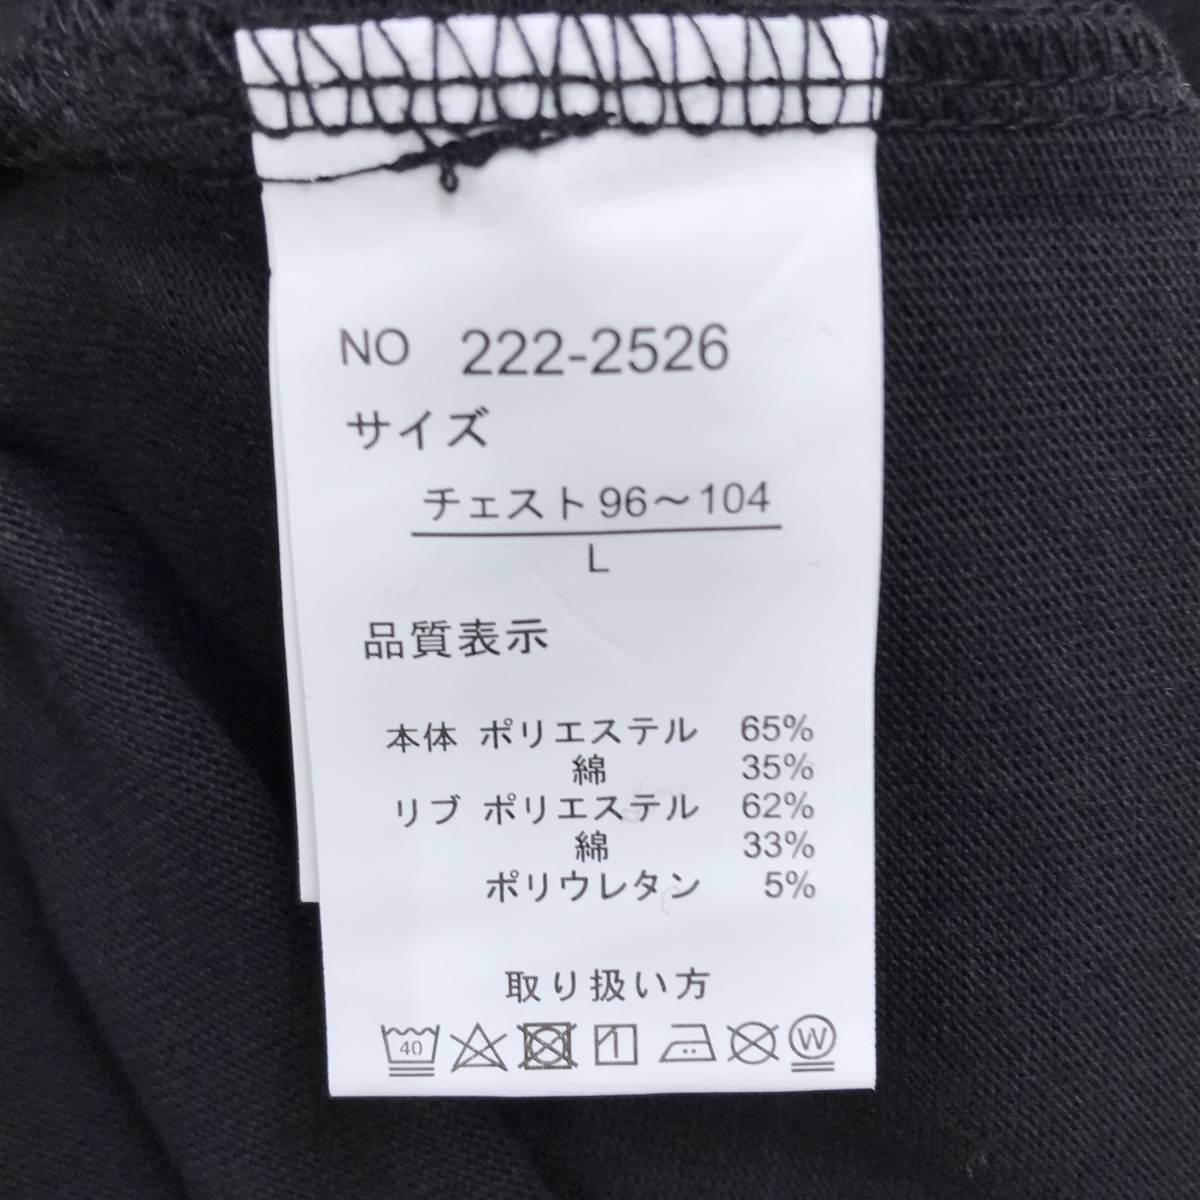 NO 222-2526
サイズ
チェスト96～104
L
品質表示
本体 ポリエステル 65%
綿 35%
リブ ポリエステル 62%
綿 33%
ポリウレタン 5%
取り扱い方
40 W